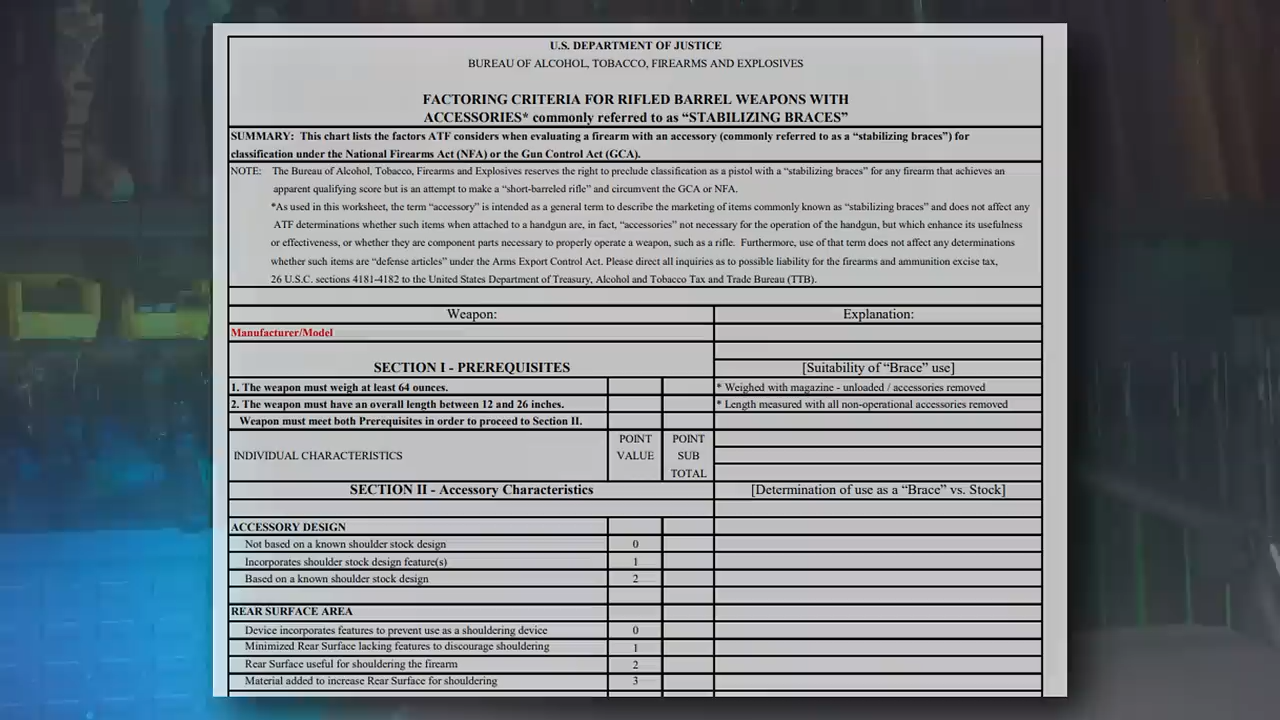 U.S. DEPARTMENT OF JUSTICE
BUREAU OF ALCOHOL, TOBACCO, FIREARMS AND EXPLOSIVES
FACTORING CRITERIA FOR RIFLED BARREL WEAPONS WITH
ACCESSORIES* commonly referred to as “STABILIZING BRACES”
SUMMARY: This chart lists the factors ATF considers when evaluating a firearm with an accessory (commonly referred to as a “stabilizing braces”) for
classification under the National Firearms Act (NFA) or the Gun Control Act (GCA).
NOTE: The Bureau of Alcohol, Tobacco, Firearms and Explosives reserves the right to preclude classification as a pistol with a “stabilizing braces” for any firearm that achieves an
apparent qualifying score but is an attempt to make a “short-barreled rifle” and circumvent the GCA or NFA.
*As used in this worksheet, the term “accessory” is intended as a general term to describe the marketing of items commonly known as “stabilizing braces” and does not affect any
ATF determinations whether such items when attached to a handgun are, in fact, “accessories” not necessary for the operation of the handgun, but which enhance its usefulness
or effectiveness, or whether they are component parts necessary to properly operate a weapon, such as a rifle. Furthermore, use of that term does not affect any determinations
whether such items are “defense articles” under the Arms Export Control Act. Please direct all inquiries as to possible liability for the firearms and ammunition excise tax,
26 U.S.C. sections 4181-4182 to the United States Department of Treasury, Alcohol and Tobacco Tax and Trade Bureau (TTB).
Weapon: Explanation:
Manufacturer/Model
SECTION I - PREREQUISITES [Suitability of “Brace” use]
1. The weapon must weigh at least 64 ounces. * Weighed with magazine - unloaded / accessories removed
2. The weapon must have an overall length between 12 and 26 inches. * Length measured with all non-operational accessories removed
Weapon must meet both Prerequisites in order to proceed to Section II.
INDIVIDUAL CHARACTERISTICS
POINT
VALUE
POINT
SUB
TOTAL
SECTION II - Accessory Characteristics [Determination of use as a “Brace” vs. Stock]
ACCESSORY DESIGN
Not based on a known shoulder stock design 0
Incorporates shoulder stock design feature(s) 1
Based on a known shoulder stock design 2
REAR SURFACE AREA
Device incorporates features to prevent use as a shouldering device 0
Minimized Rear Surface lacking features to discourage shouldering 1
Rear Surface useful for shouldering the firearm 2
Material added to increase Rear Surface for shouldering 3